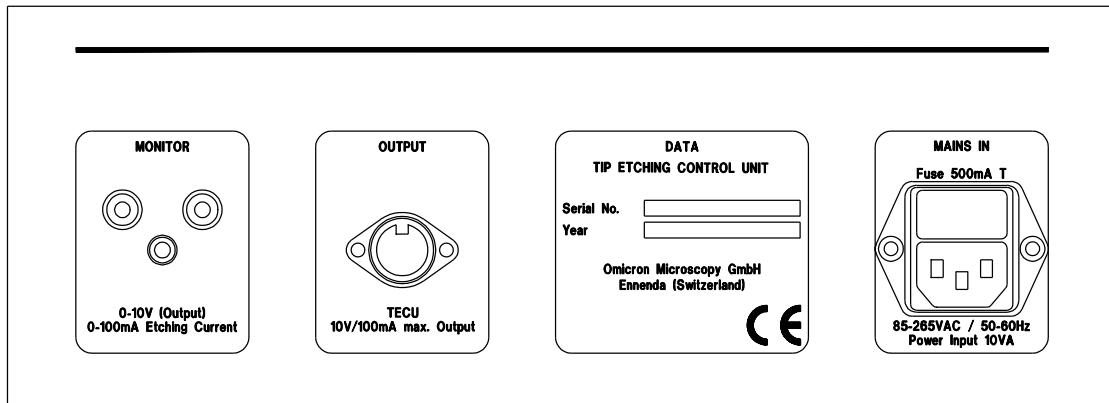 MONITOR
0-10V (Output)
0-100mA Etching Current
OUTPUT
TECU
10V/100mA max. Output
DATA
TIP ETCHING CONTROL UNIT
Serial No.
Year
Omicron Microscopy GmbH
Ennenda (Switzerland)
CE
MAINS IN
Fuse 500mA T
85-265VAC / 50-60Hz
Power Input 10VA